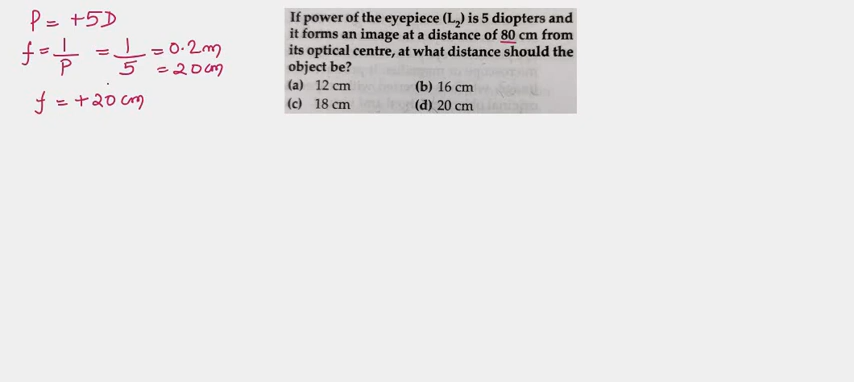 P = +5D
f = 1/P = 1/5 = 0.2m
= 20cm
f = +20cm
If power of the eyepiece (L₂) is 5 diopters and
it forms an image at a distance of 80 cm from
its optical centre, at what distance should the
object be?
(a) 12 cm (b) 16 cm
(c) 18 cm (d) 20 cm